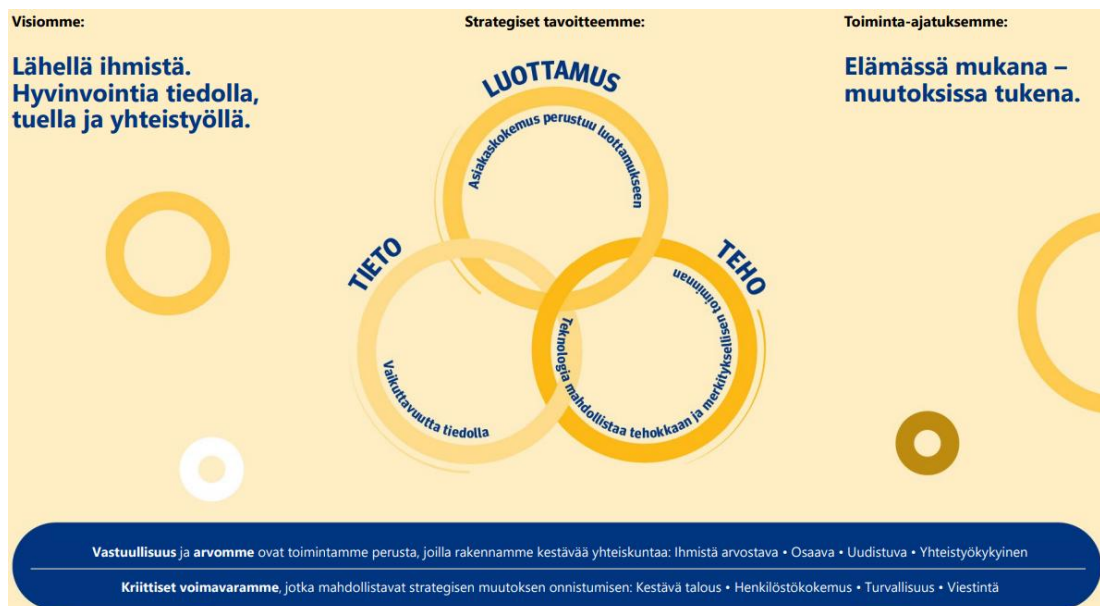 Visiomme:
Lähellä ihmistä.
Hyvinvointia tiedolla,
tuella ja yhteistyöllä.
Strategiset tavoitteemme:
LUOTTAMUS
Asiakaskokemus perustuu luottamukseen
TIETO
Vaikuttavuutta tiedolla
TEHO
Teknologia mahdollistaa tehokkaan ja merkityksellisen toiminnan
Toiminta-ajatuksemme:
Elämässä mukana –
muutoksissa tukena.
Vastuullisuus ja arvomme ovat toimintamme perusta, joilla rakennamme kestävää yhteiskuntaa: Ihmistä arvostava • Osaava • Uudistuva • Yhteistyökykyinen
Kriittiset voimavaramme, jotka mahdollistavat strategisen muutoksen onnistumisen: Kestävä talous • Henkilöstökokemus • Turvallisuus • Viestintä